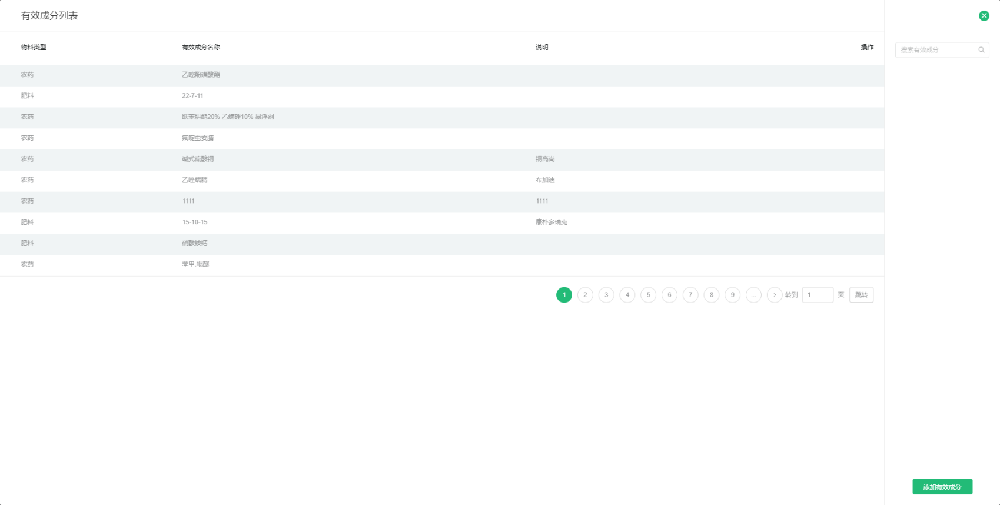 有效成分列表
搜索有效成分
物料类型 有效成分名称 说明 操作
农药 乙嘧酚磺酸酯
肥料 22-7-11
农药 联苯肼酯20% 乙螨唑10% 悬浮剂
农药 氟啶虫安腈
农药 碱式硫酸铜 铜高尚
农药 乙唑螨腈 布加迪
农药 1111 1111
肥料 15-10-15 康朴多瑞克
肥料 硝酸铵钙
农药 苯甲.吡醚
1 2 3 4 5 6 7 8 9 ... 转到 1 页 跳转
添加有效成分